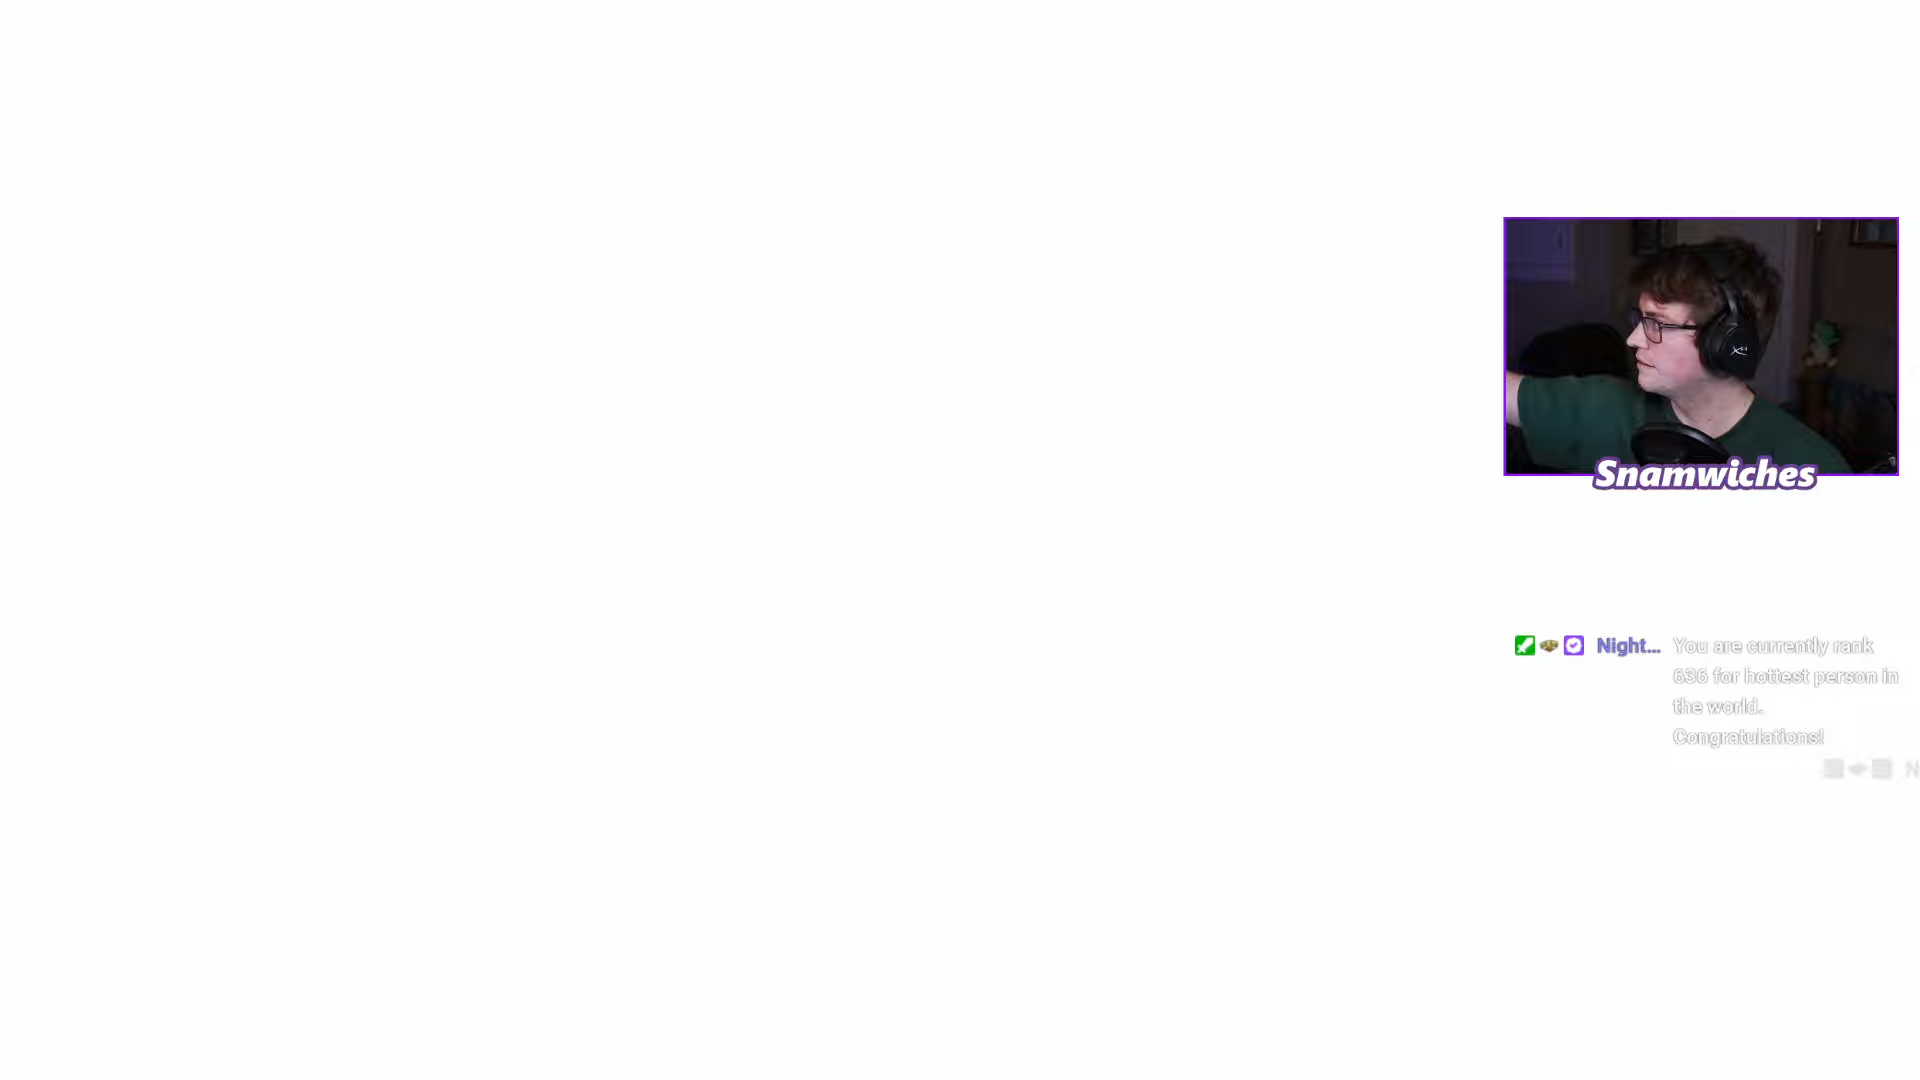 Snamwiches
Night... You are currently rank
636 for hottest person in
the world.
Congratulations!
N